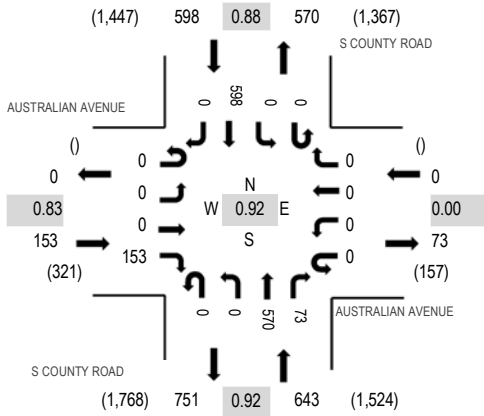 (1,447) 598 0.88 570 (1,367)
S COUNTY ROAD
AUSTRALIAN AVENUE
0 598 0 0
() 0 0 ()
0 0 0 0
0.83 0 W N 0.92 E S 0 0.00
153 153 0 73
(321) (157)
0 0 570 73
AUSTRALIAN AVENUE
S COUNTY ROAD
(1,768) 751 0.92 643 (1,524)